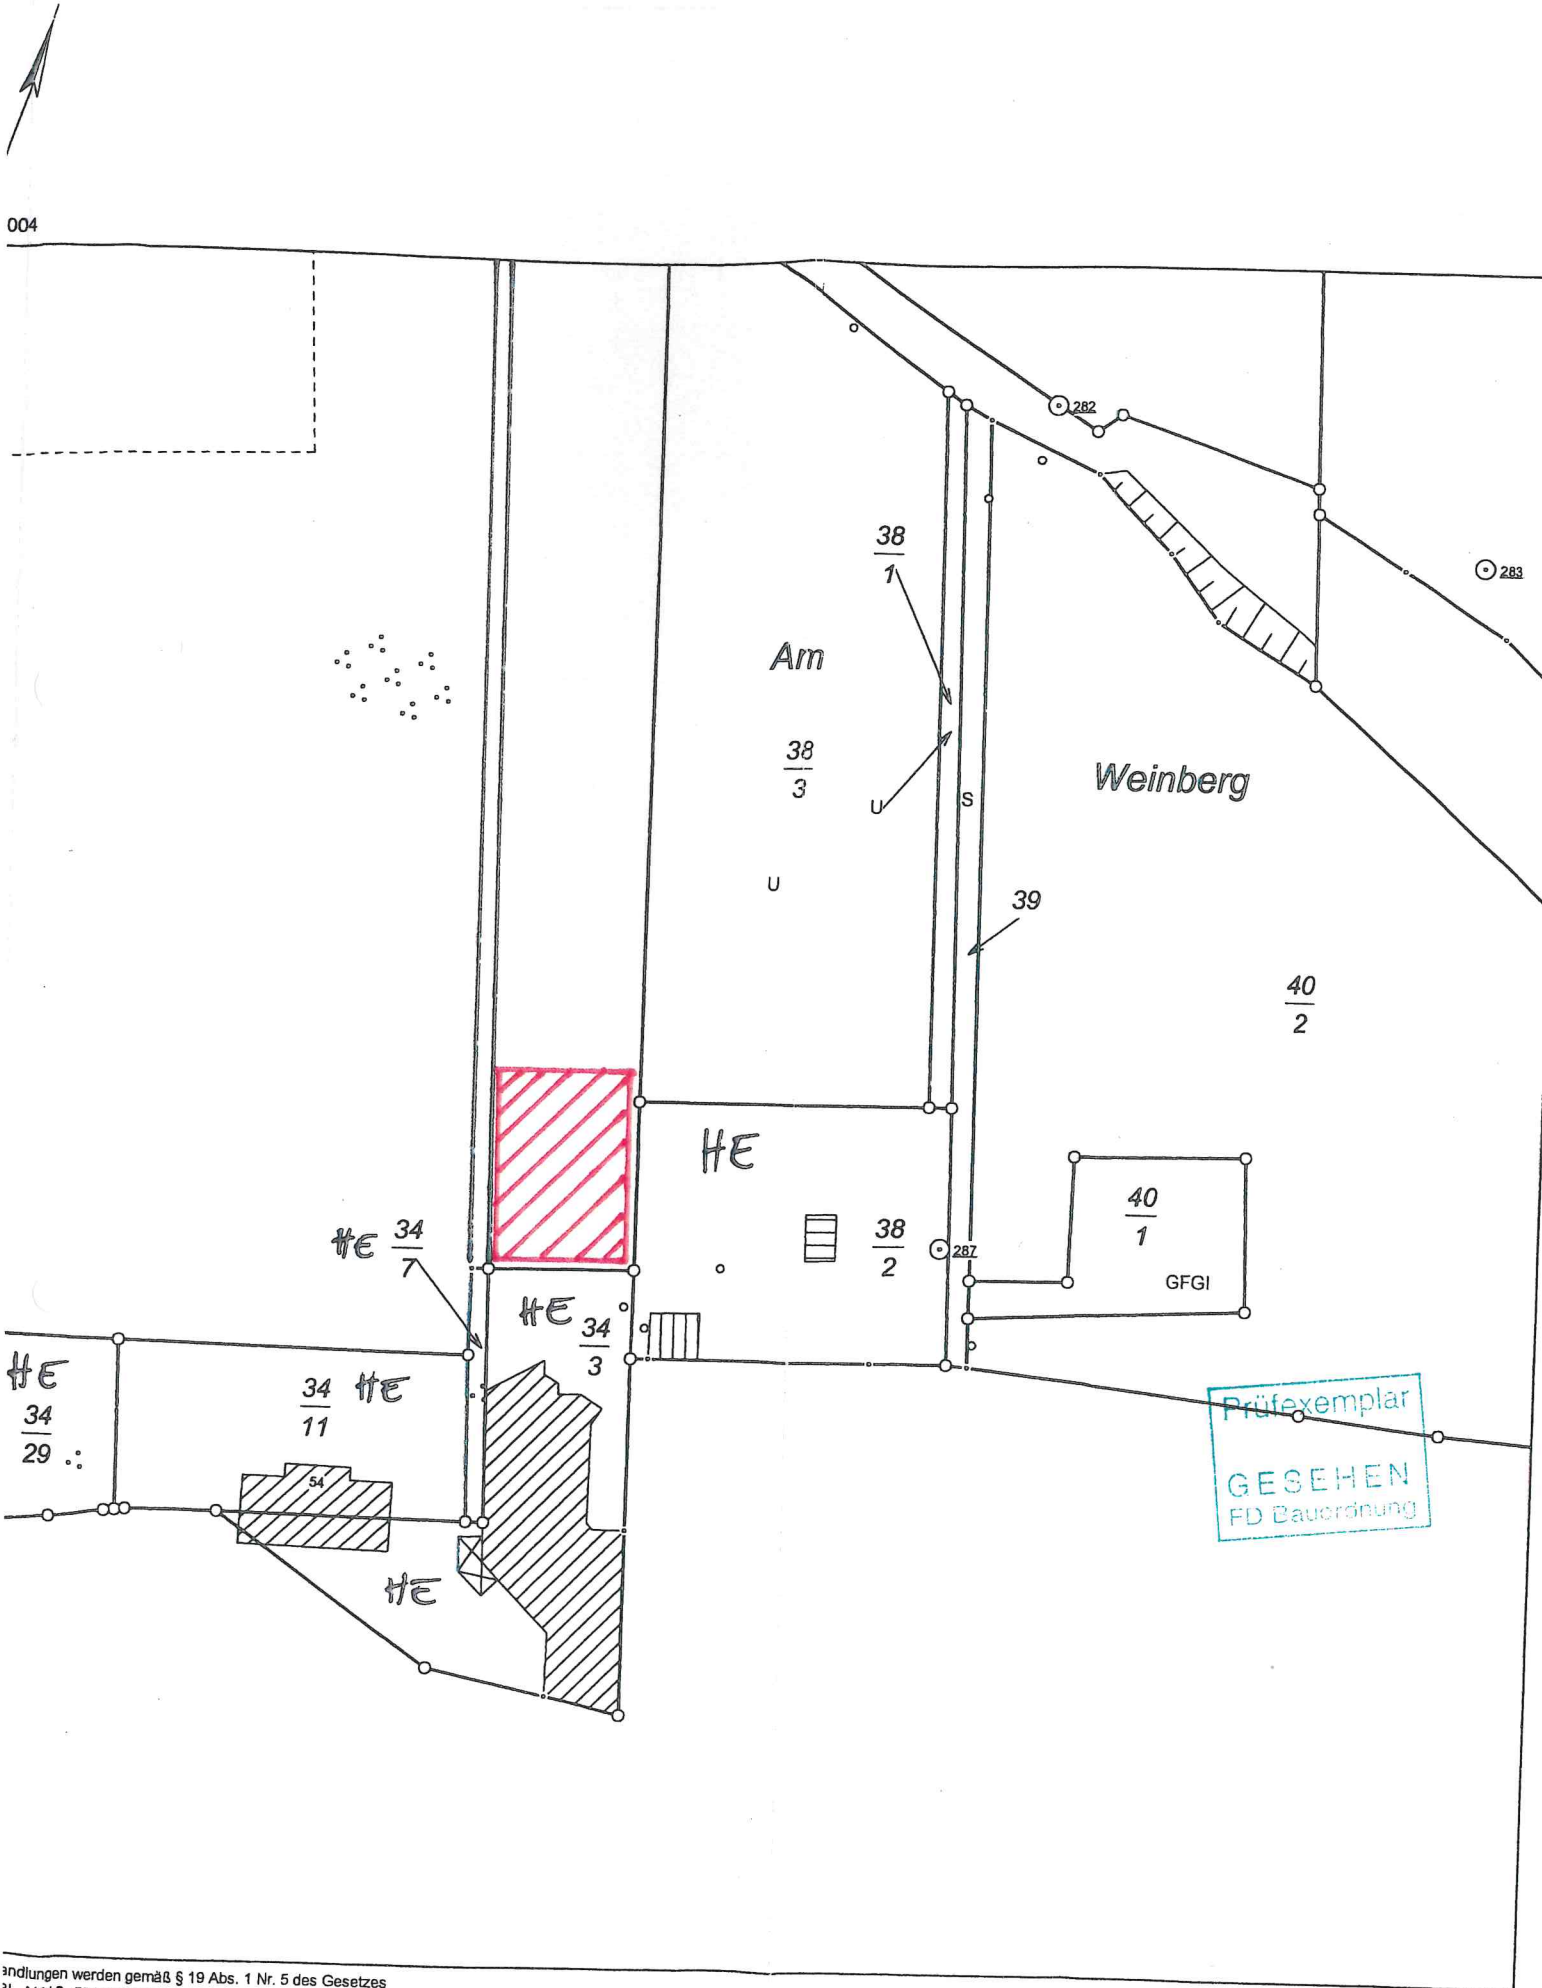 004
282
38
1
283
Am
38
3
Weinberg
U
S
U
39
40
2
HE
40
1
HE
34
7
38
2
287
GFGI
HE
34
3
HE
34
29
34
11
HE
54
Prüfexemplar
GESEHEN
FD Bauordnung
HE
andlungen werden gemäß § 19 Abs. 1 Nr. 5 des Gesetzes